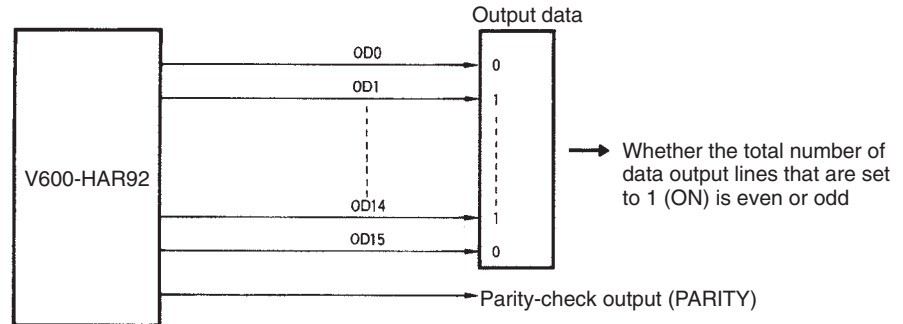 Output data
OD0
0
OD1
1
V600-HAR92
Whether the total number of
data output lines that are set
to 1 (ON) is even or odd
OD14
1
OD15
0
Parity-check output (PARITY)